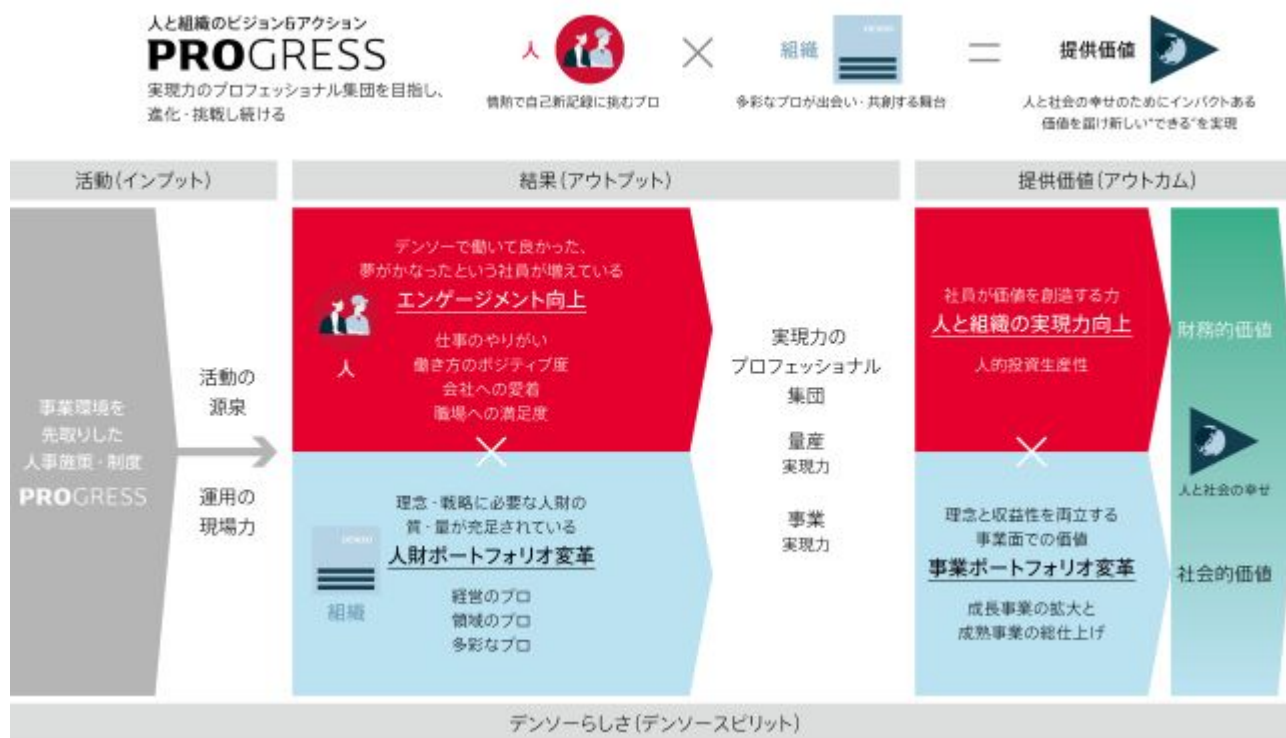 人と組織のビジョン&アクション
PROGRESS
実現力のプロフェッショナル集団を目指し、
進化・挑戦し続ける
人
情熱で自己新記録に挑むプロ
×
組織
多彩なプロが出会い・共創する舞台
＝
提供価値
人と社会の幸せのためにインパクトある
価値を届け新しい“できる”を実現
活動(インプット)
結果(アウトプット)
提供価値(アウトカム)
事業環境を
先取りした
人事施策・制度
PROGRESS
活動の
源泉
運用の
現場力
デンソーで働いて良かった、
夢がかなったという社員が増えている
エンゲージメント向上
人
仕事のやりがい
働き方のポジティブ度
会社への愛着
職場への満足度
×
理念・戦略に必要な人財の
質・量が充足されている
人財ポートフォリオ変革
組織
経営のプロ
領域のプロ
多彩なプロ
実現力の
プロフェッショナル
集団
量産
実現力
事業
実現力
社員が価値を創造する力
人と組織の実現力向上
人的投資生産性
×
理念と収益性を両立する
事業面での価値
事業ポートフォリオ変革
成長事業の拡大と
成熟事業の総仕上げ
財務的価値
人と社会の幸せ
社会的価値
デンソーらしさ(デンソースピリット)